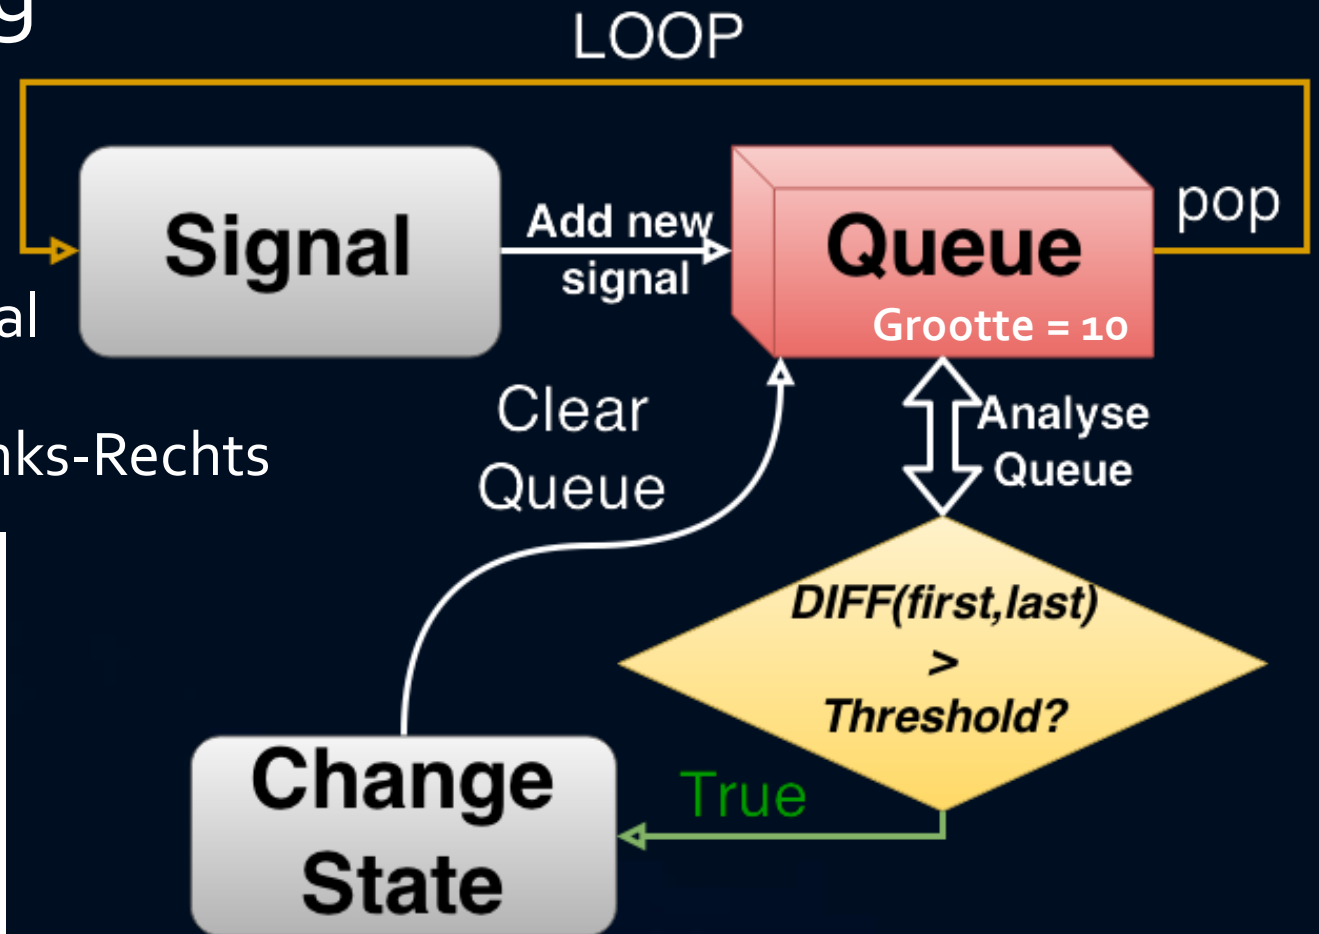 g
LOOP
Signal
Add new
signal
Queue
Grootte = 10
pop
al
nks-Rechts
Clear
Queue
Analyse
Queue
DIFF(first,last)
>
Threshold?
True
Change
State